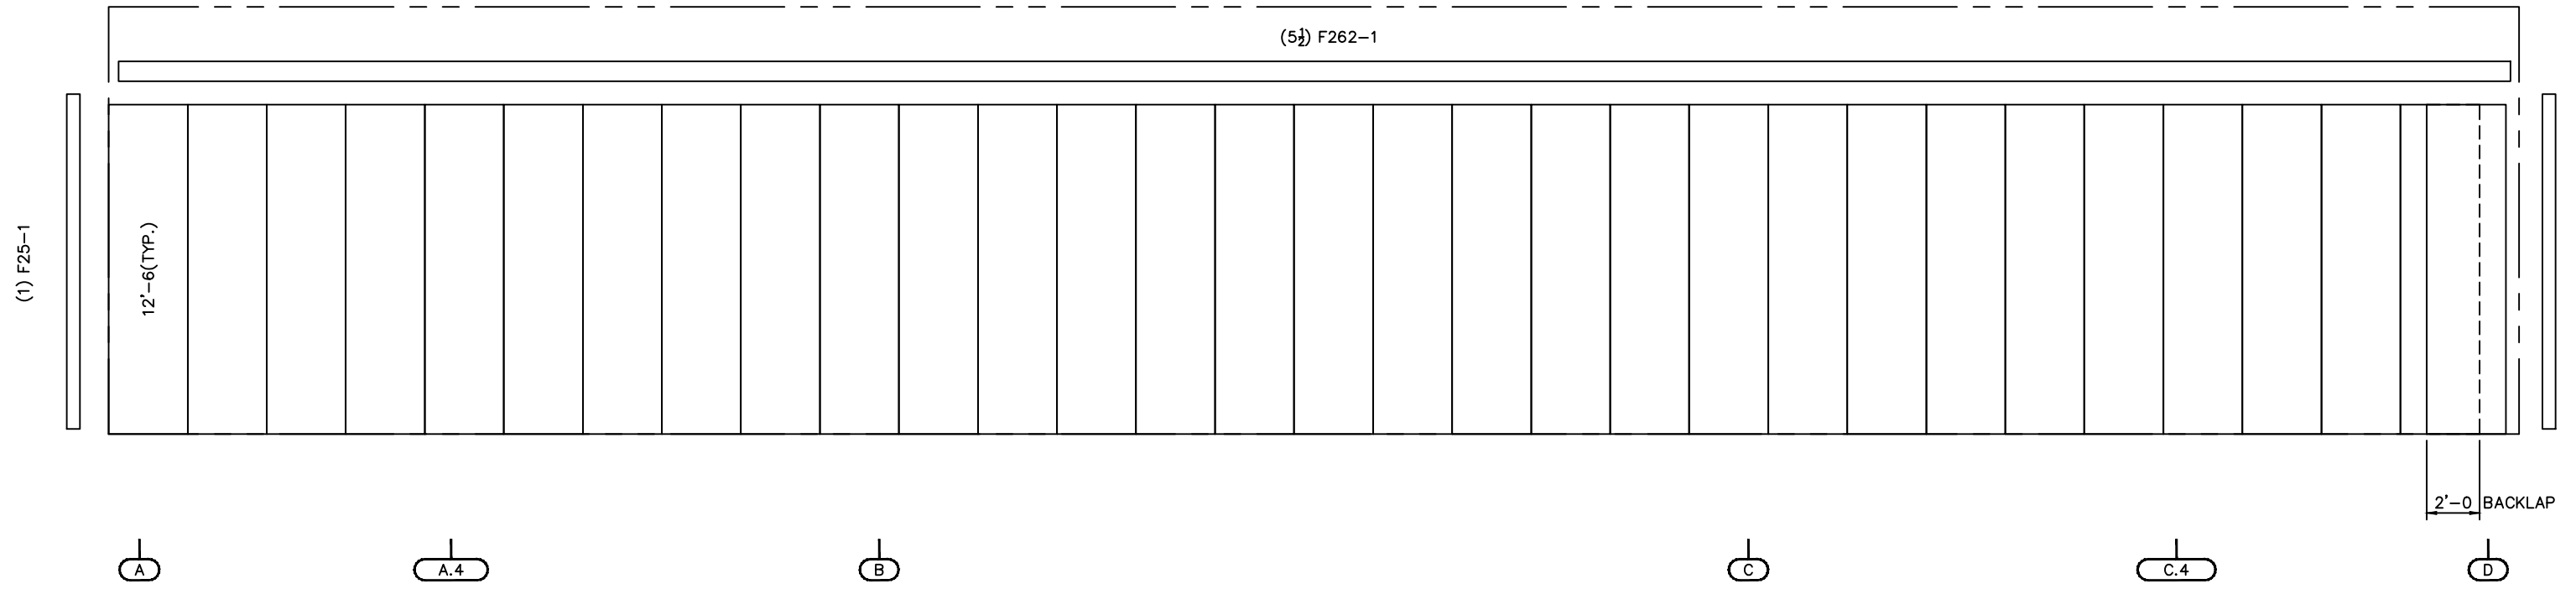 (5½) F262-1
(1) F25-1
12'-6(TYP.)
2'-0 BACKLAP
A
A.4
B
C
C.4
D